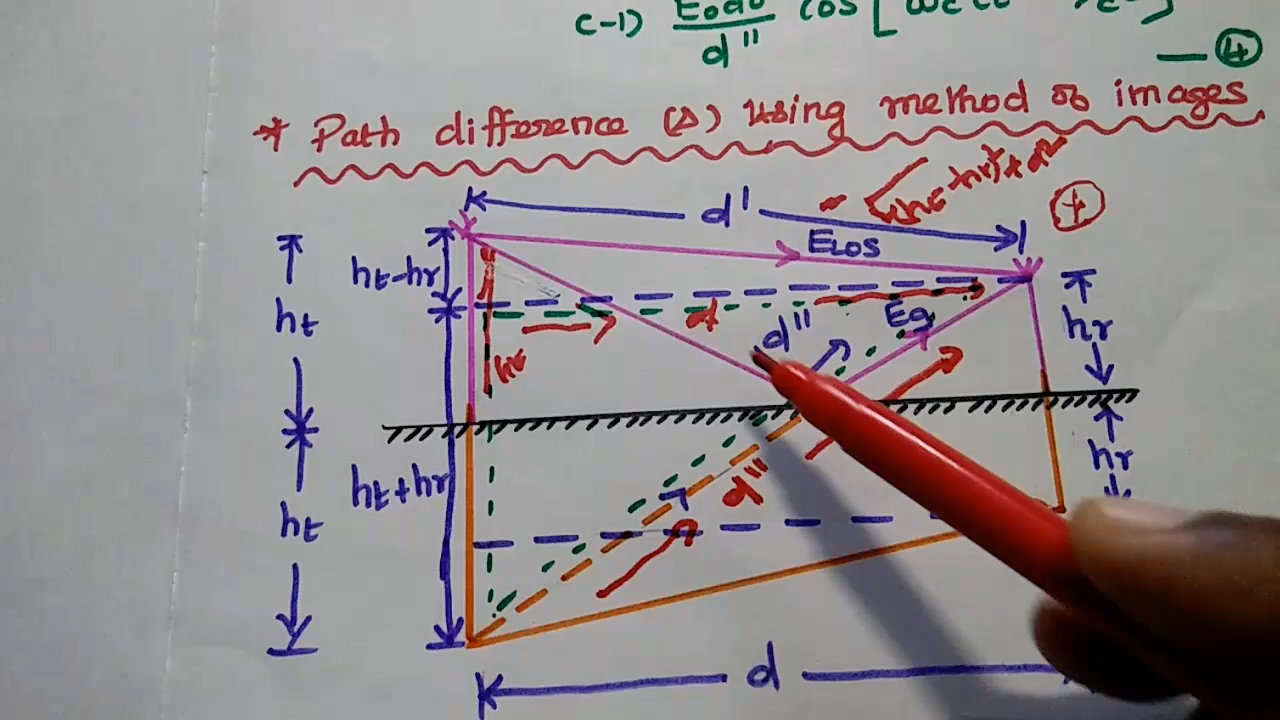 (-1) E₀d₀ cos [
d''
— ④
* Path difference (Δ) using method of images
d'
ELOS
ht-hr
ht
hr
d
d''
Eg
hr
ht+hr
d''
hr
ht
d